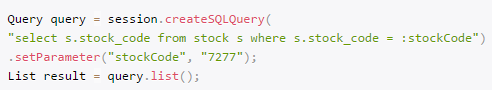 Query query = session.createSQLQuery(
"select s.stock_code from stock s where s.stock_code = :stockCode")
.setParameter("stockCode", "7277");
List result = query.list();